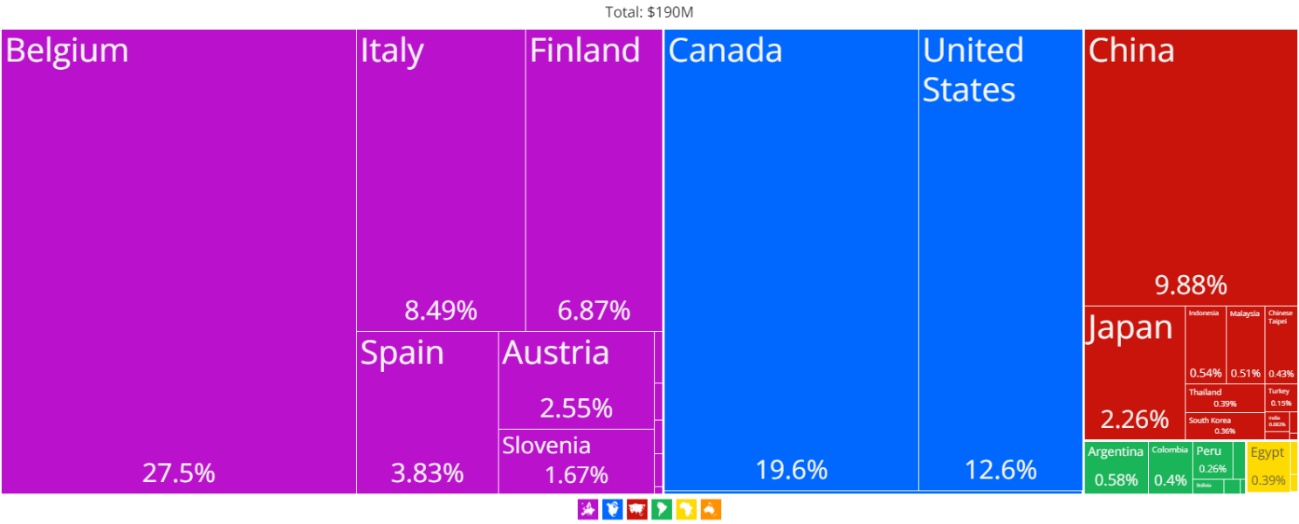 Total: $190M
Belgium
27.5%
Italy
8.49%
Finland
6.87%
Spain
3.83%
Austria
2.55%
Slovenia
1.67%
Canada
19.6%
United
States
12.6%
China
9.88%
Japan
2.26%
Indonesia
0.54%
Malaysia
0.51%
Chinese
Taipei
0.43%
Thailand
0.39%
Turkey
0.15%
South Korea
0.36%
India
0.082%
Argentina
0.58%
Colombia
0.4%
Peru
0.26%
Bolivia
Egypt
0.39%